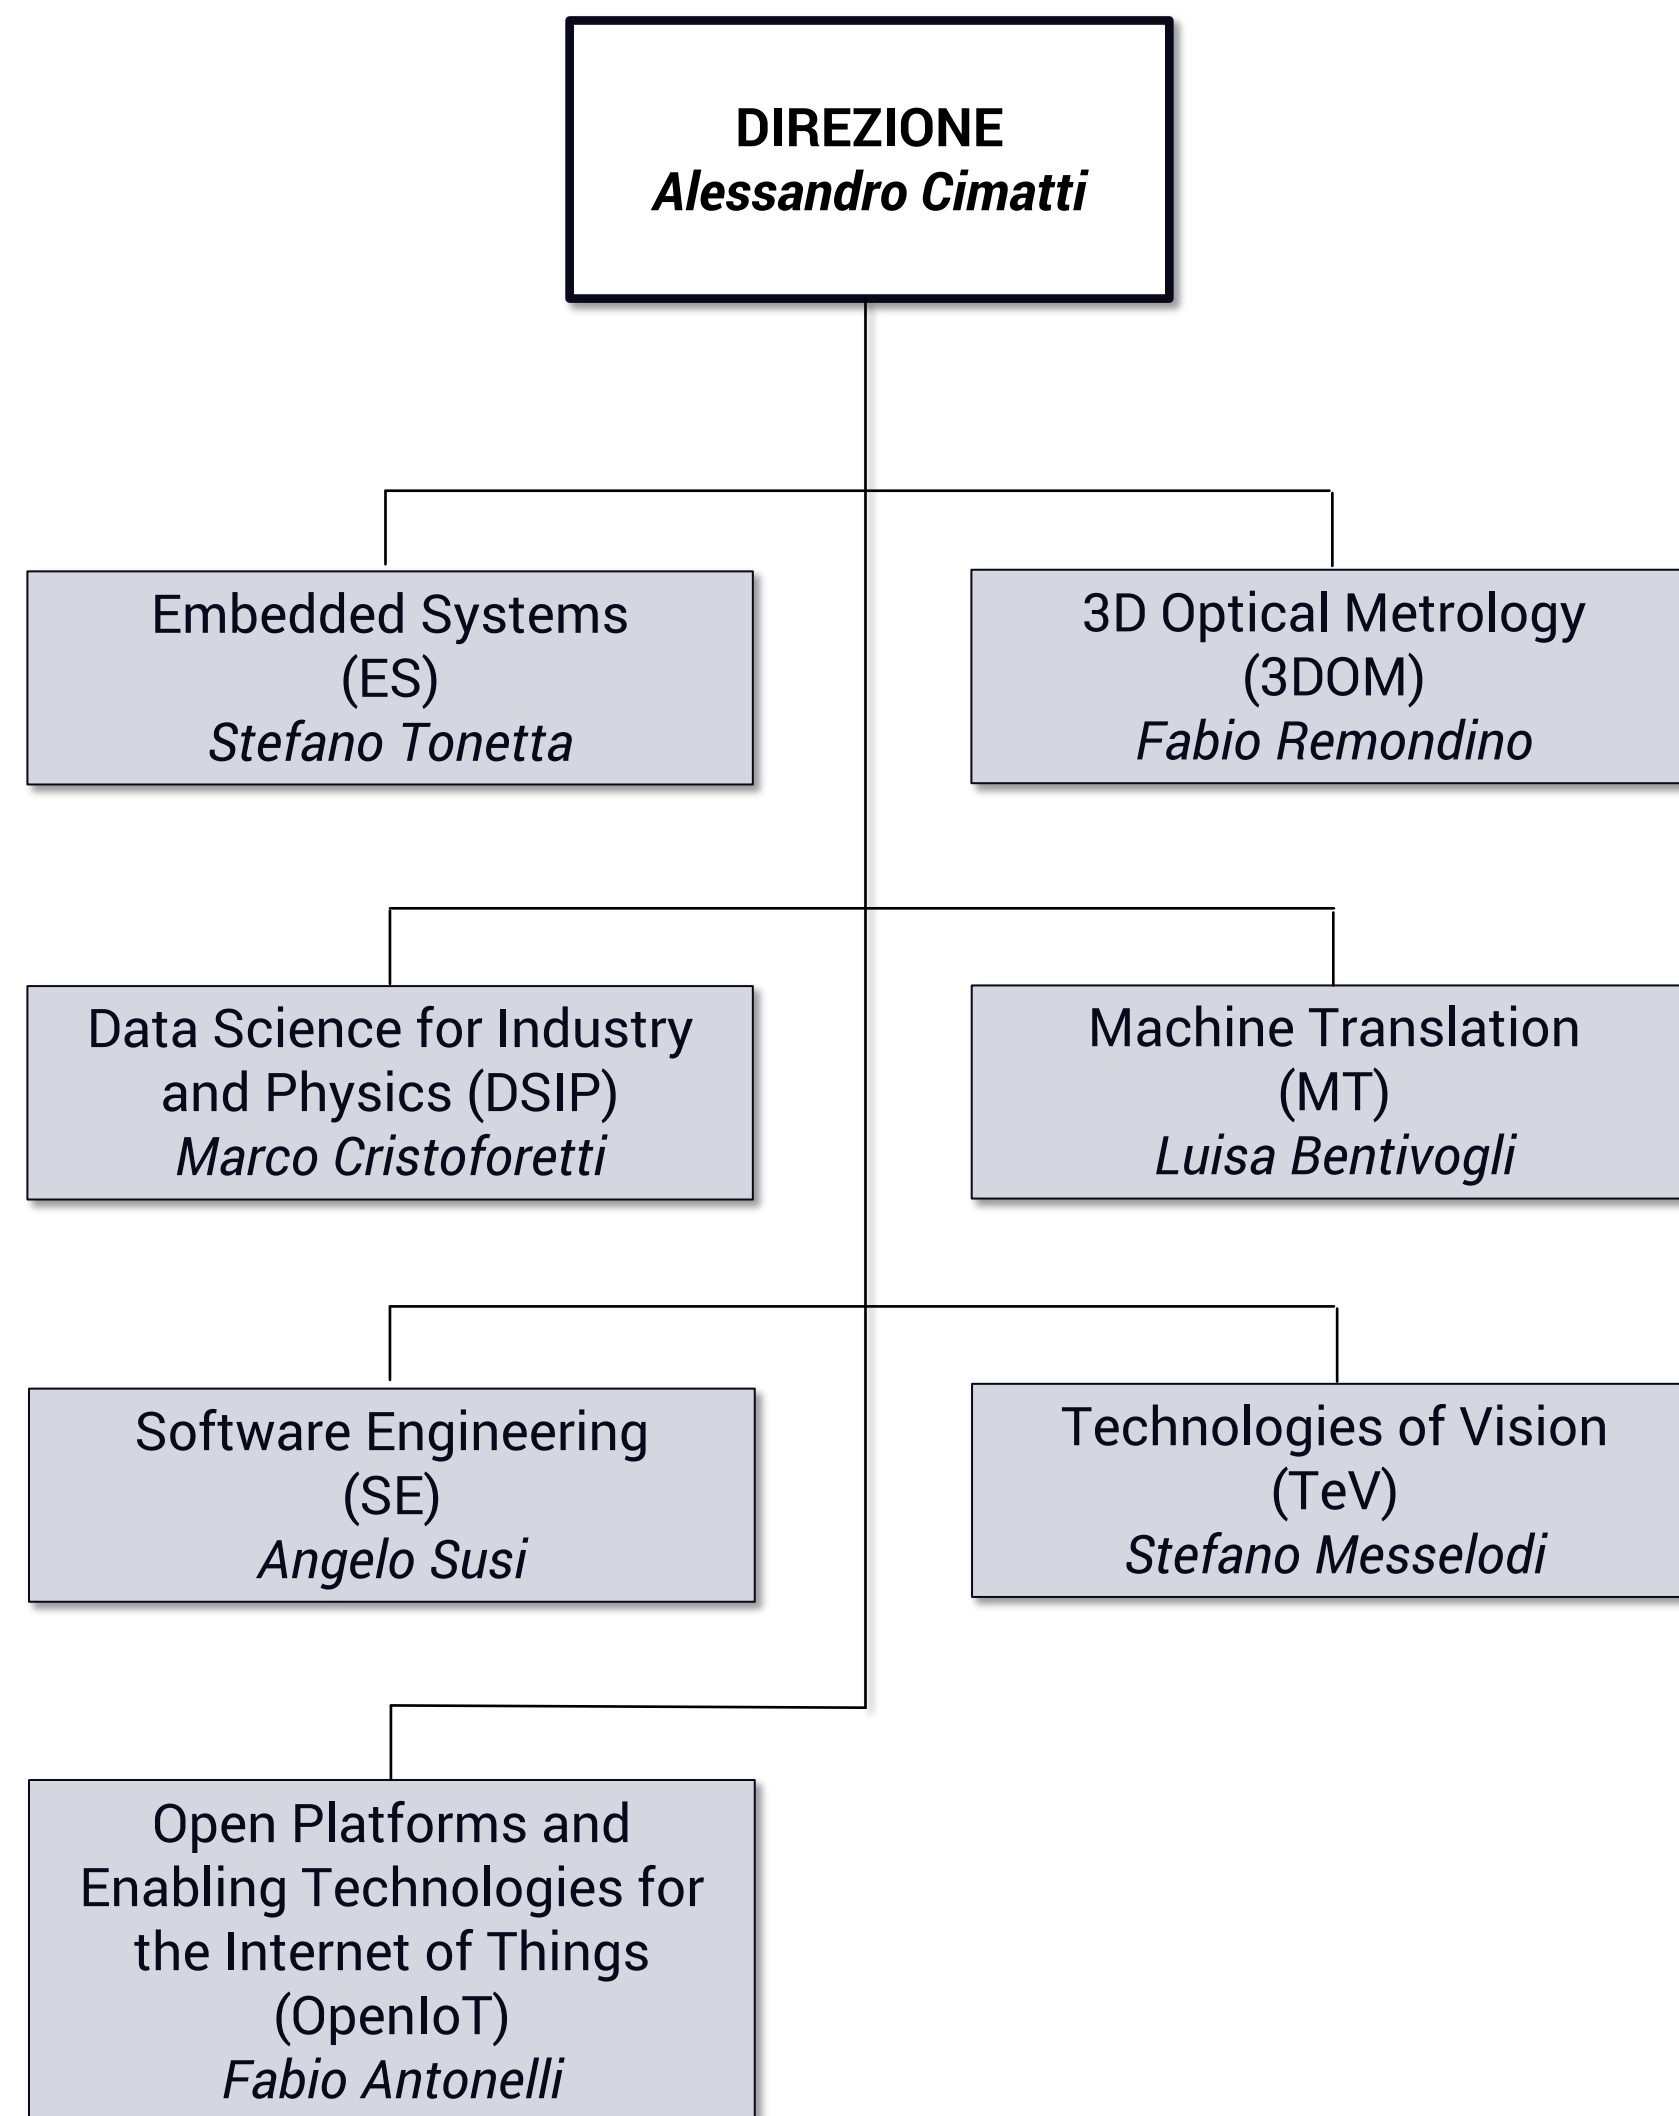 DIREZIONE
Alessandro Cimatti
Embedded Systems
(ES)
Stefano Tonetta
3D Optical Metrology
(3DOM)
Fabio Remondino
Data Science for Industry
and Physics (DSIP)
Marco Cristoforetti
Machine Translation
(MT)
Luisa Bentivogli
Software Engineering
(SE)
Angelo Susi
Technologies of Vision
(TeV)
Stefano Messelodi
Open Platforms and
Enabling Technologies for
the Internet of Things
(OpenIoT)
Fabio Antonelli